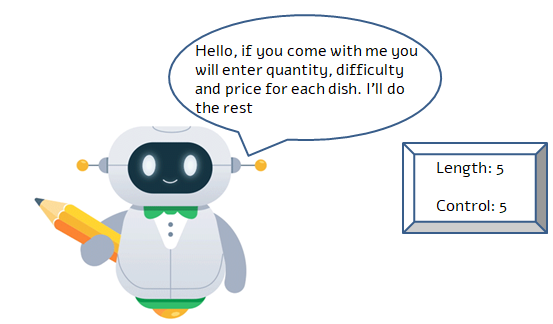 Hello, if you come with me you
will enter quantity, difficulty
and price for each dish. I'll do
the rest
Length: 5
Control: 5